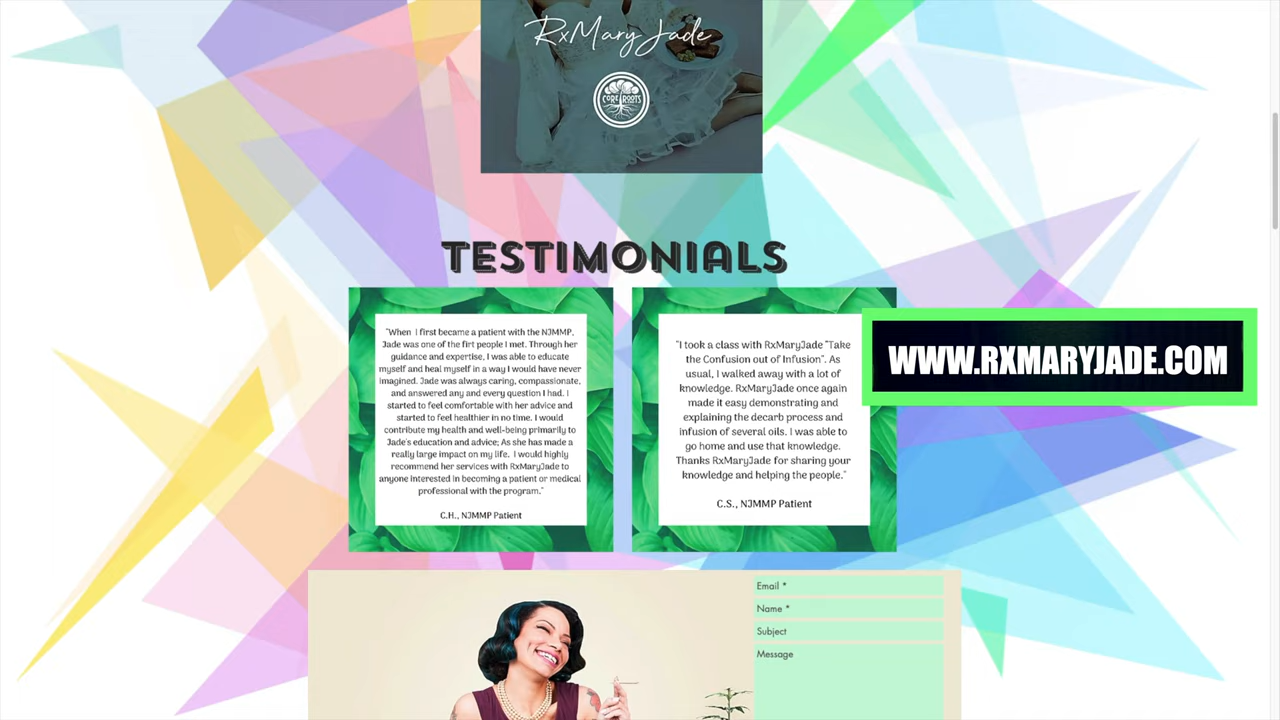 RxMaryJade
CORE ROOTS
TESTIMONIALS
"When I first became a patient with the NJMMP,
Jade was one of the firt people I met. Through her
guidance and expertise, I was able to educate
myself and heal myself in a way I would have never
imagined. Jade was always caring, compassionate,
and answered any and every question I had. I
started to feel comfortable with her advice and
started to feel healthier in no time. I would
contribute my health and well-being primarily to
Jade's education and advice; As she has made a
really large impact on my life. I would highly
recommend her services with RxMaryJade to
anyone interested in becoming a patient or medical
professional with the program."
C.H., NJMMP Patient
"I took a class with RxMaryJade "Take
the Confusion out of Infusion". As
usual, I walked away with a lot of
knowledge. RxMaryJade once again
made it easy demonstrating and
explaining the decarb process and
infusion of several oils. I was able to
go home and use that knowledge.
Thanks RxMaryJade for sharing your
knowledge and helping the people."
C.S., NJMMP Patient
WWW.RXMARYJADE.COM
Email *
Name *
Subject
Message